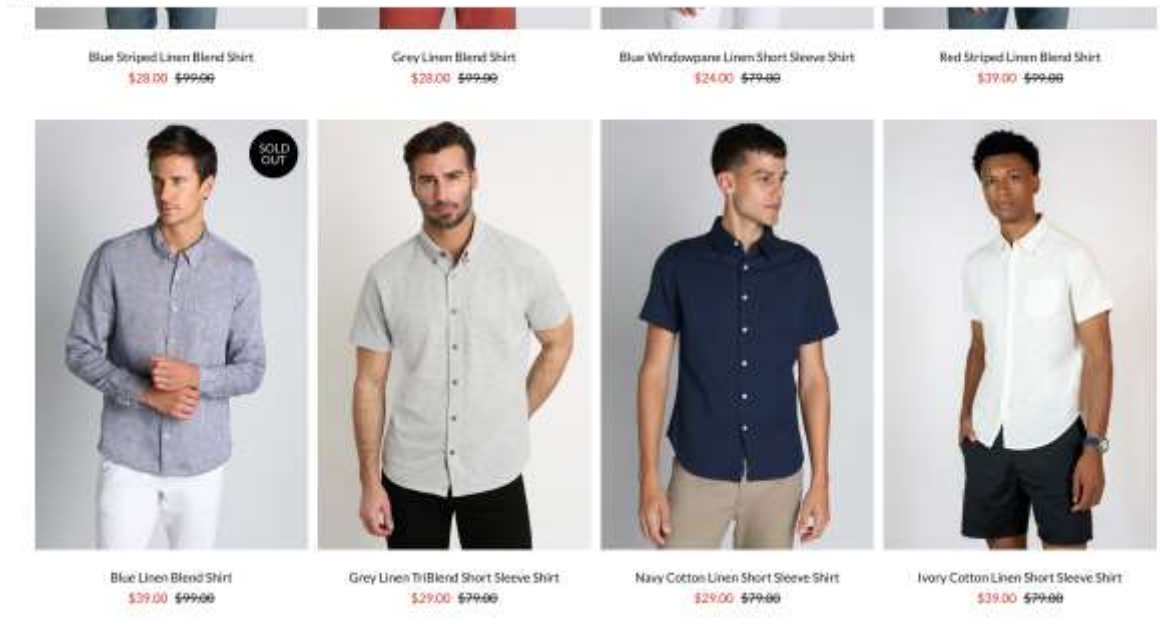 Blue Striped Linen Blend Shirt
$28.00 $99.00
Grey Linen Blend Shirt
$28.00 $99.00
Blue Windowpane Linen Short Sleeve Shirt
$24.00 $79.00
Red Striped Linen Blend Shirt
$39.00 $99.00
SOLD
OUT
Blue Linen Blend Shirt
$39.00 $99.00
Grey Linen TriBlend Short Sleeve Shirt
$29.00 $79.00
Navy Cotton Linen Short Sleeve Shirt
$29.00 $79.00
Ivory Cotton Linen Short Sleeve Shirt
$39.00 $79.00